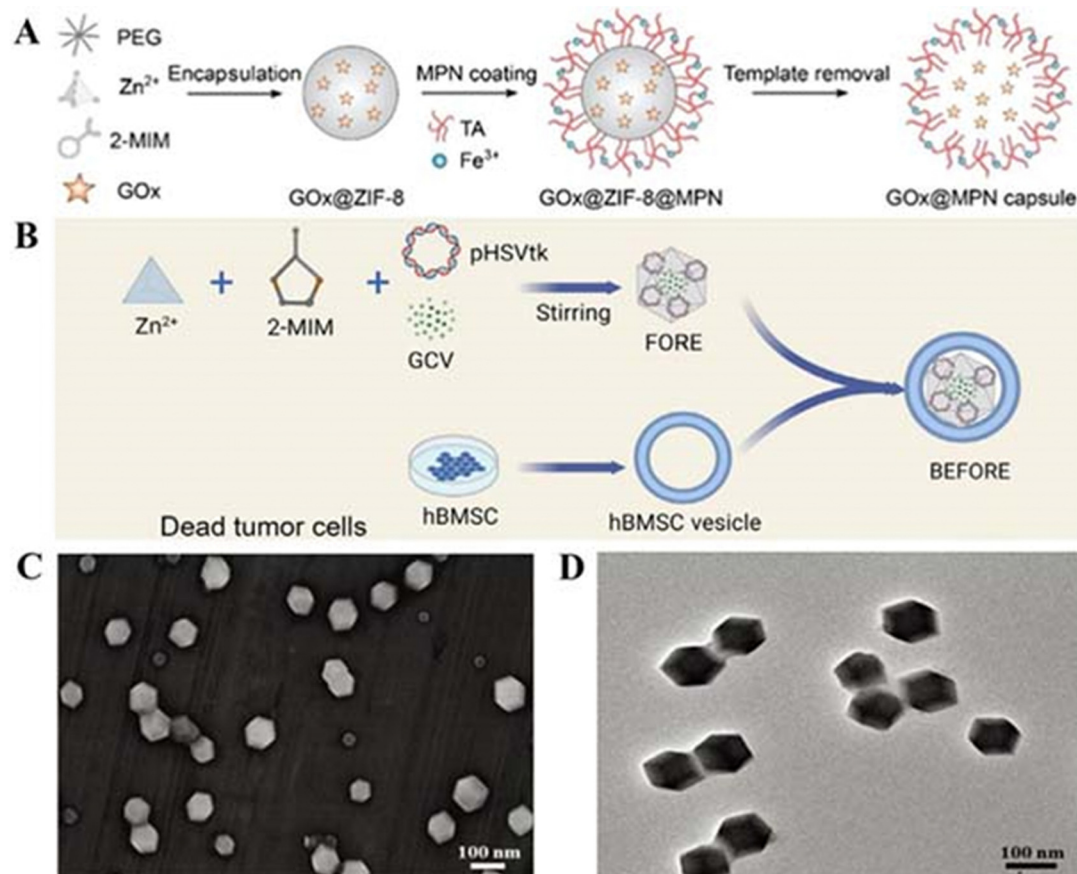 A
PEG
Zn2+
2-MIM
GOx
Encapsulation
GOx@ZIF-8
MPN coating
TA
Fe3+
GOx@ZIF-8@MPN
Template removal
GOx@MPN capsule
B
Zn2+
+
2-MIM
+
pHSVtk
GCV
Stirring
FORE
hBMSC
hBMSC vesicle
BEFORE
Dead tumor cells
C
100 nm
D
100 nm